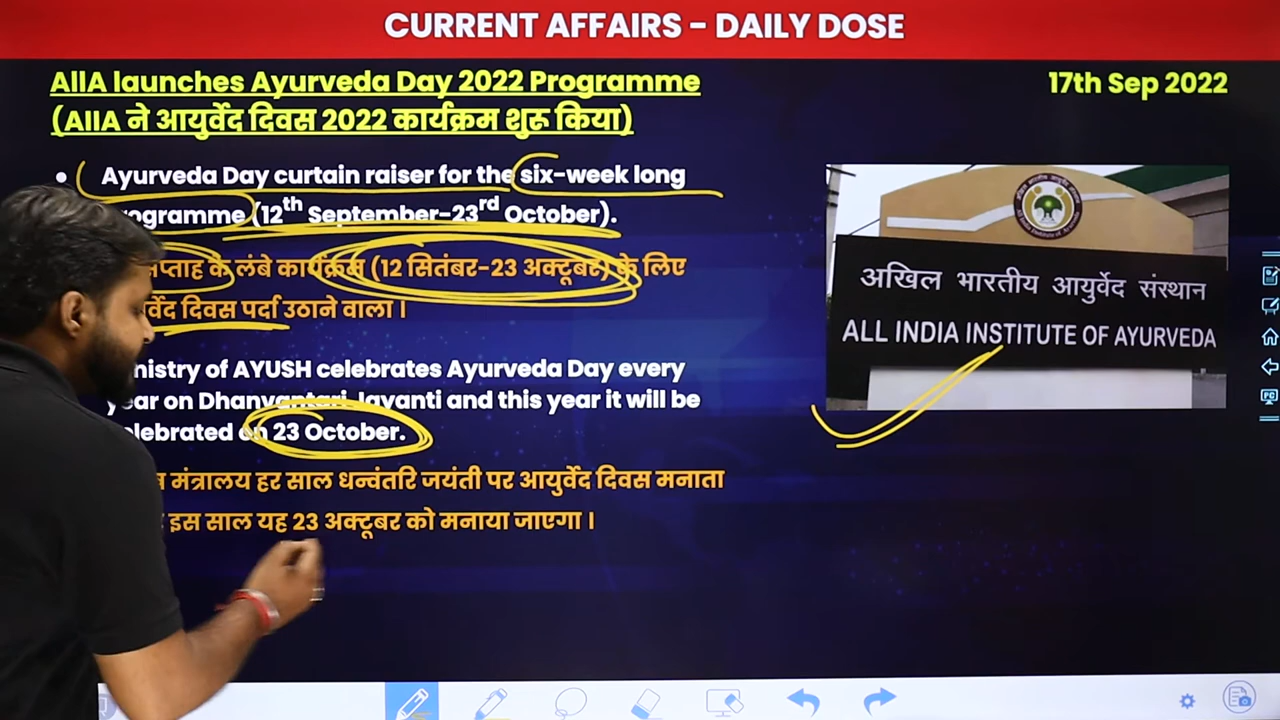 CURRENT AFFAIRS - DAILY DOSE
AIIA launches Ayurveda Day 2022 Programme
(AIIA ने आयुर्वेद दिवस 2022 कार्यक्रम शुरू किया)
17th Sep 2022
• Ayurveda Day curtain raiser for the six-week long
ogramme (12th September-23rd October).
सप्ताह के लंबे कार्यक्रम (12 सितंबर-23 अक्टूबर) के लिए
र्वेद दिवस पर्दा उठाने वाला ।
nistry of AYUSH celebrates Ayurveda Day every
year on Dhanvantari Jayanti and this year it will be
elebrated on 23 October.
मंत्रालय हर साल धन्वंतरि जयंती पर आयुर्वेद दिवस मनाता
इस साल यह 23 अक्टूबर को मनाया जाएगा ।
अखिल भारतीय आयुर्वेद संस्थान
ALL INDIA INSTITUTE OF AYURVEDA
FC